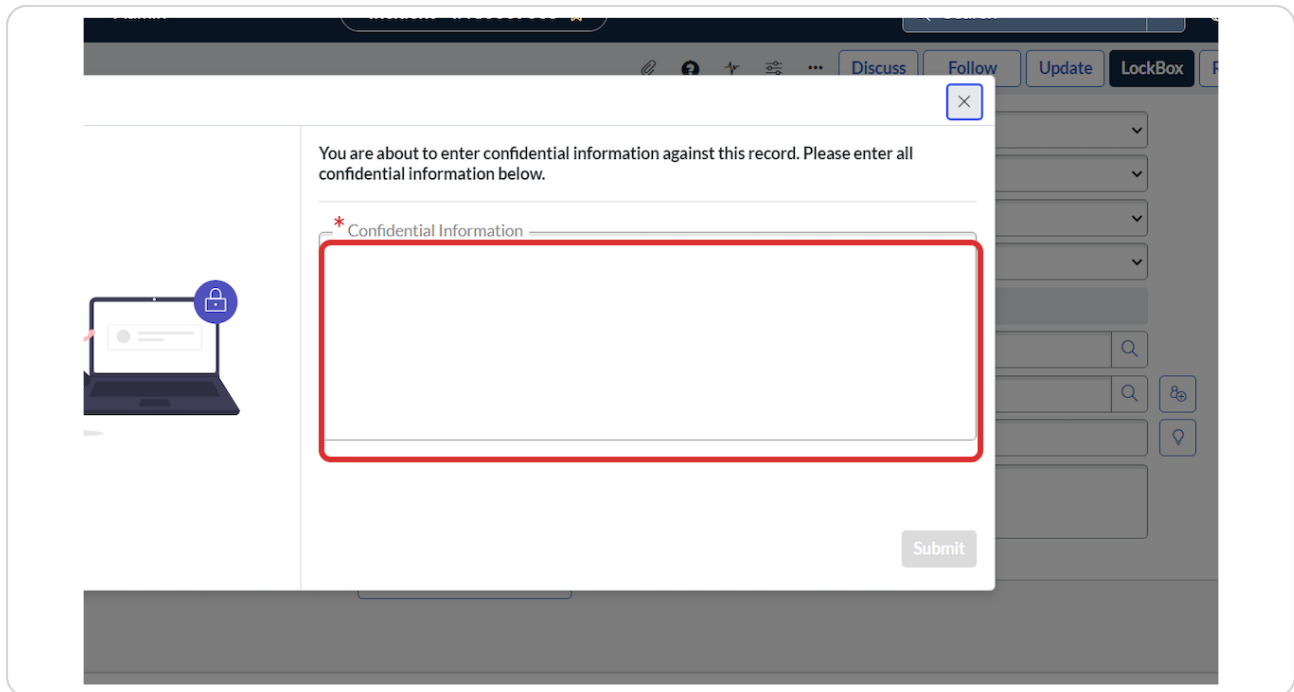 Discuss
Follow
Update
LockBox
You are about to enter confidential information against this record. Please enter all
confidential information below.
* Confidential Information
Submit